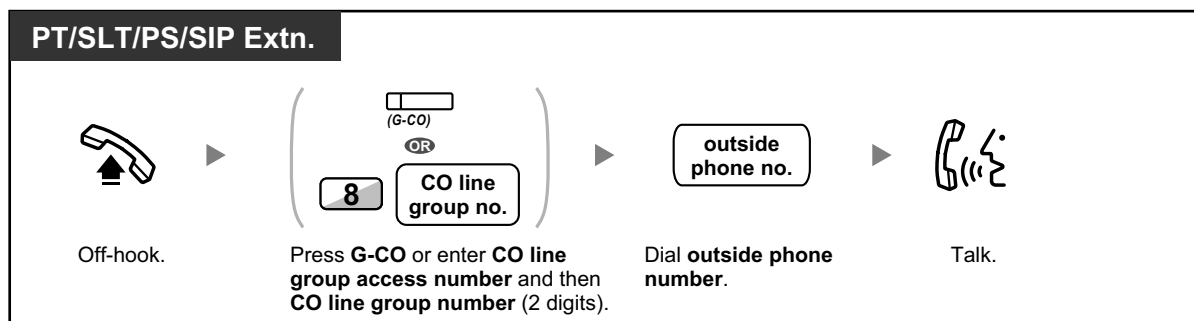 PT/SLT/PS/SIP Extn.
(G-CO)
OR
8
CO line
group no.
outside
phone no.
Off-hook.
Press G-CO or enter CO line
group access number and then
CO line group number (2 digits).
Dial outside phone
number.
Talk.